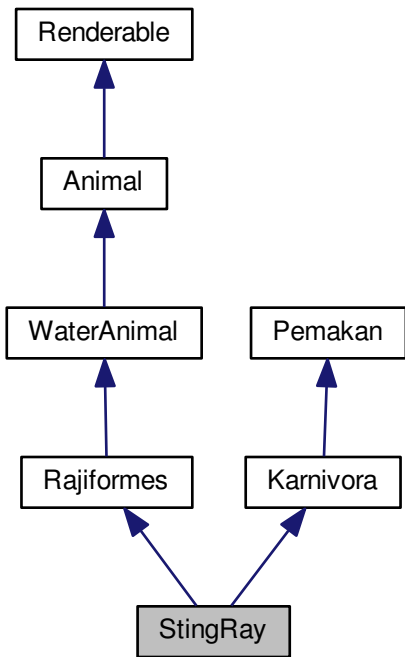 Renderable
Animal
WaterAnimal
Pemakan
Rajiformes
Karnivora
StingRay